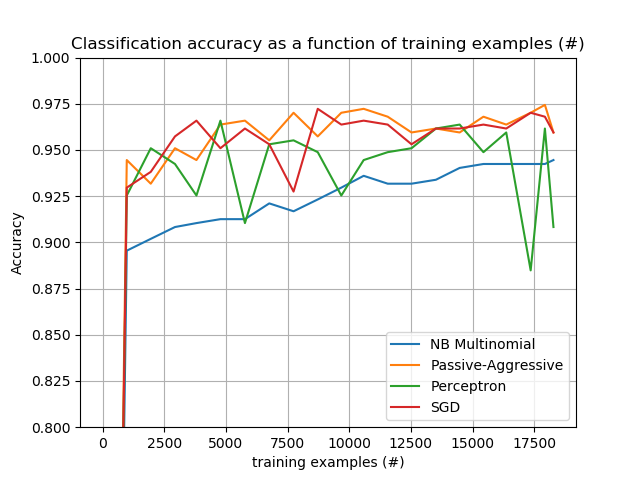 Classification accuracy as a function of training examples (#)
1.000
0.975
0.950
0.925
0.900
0.875
0.850
0.825
0.800
Accuracy
NB Multinomial
Passive-Aggressive
Perceptron
SGD
0 2500 5000 7500 10000 12500 15000 17500
training examples (#)